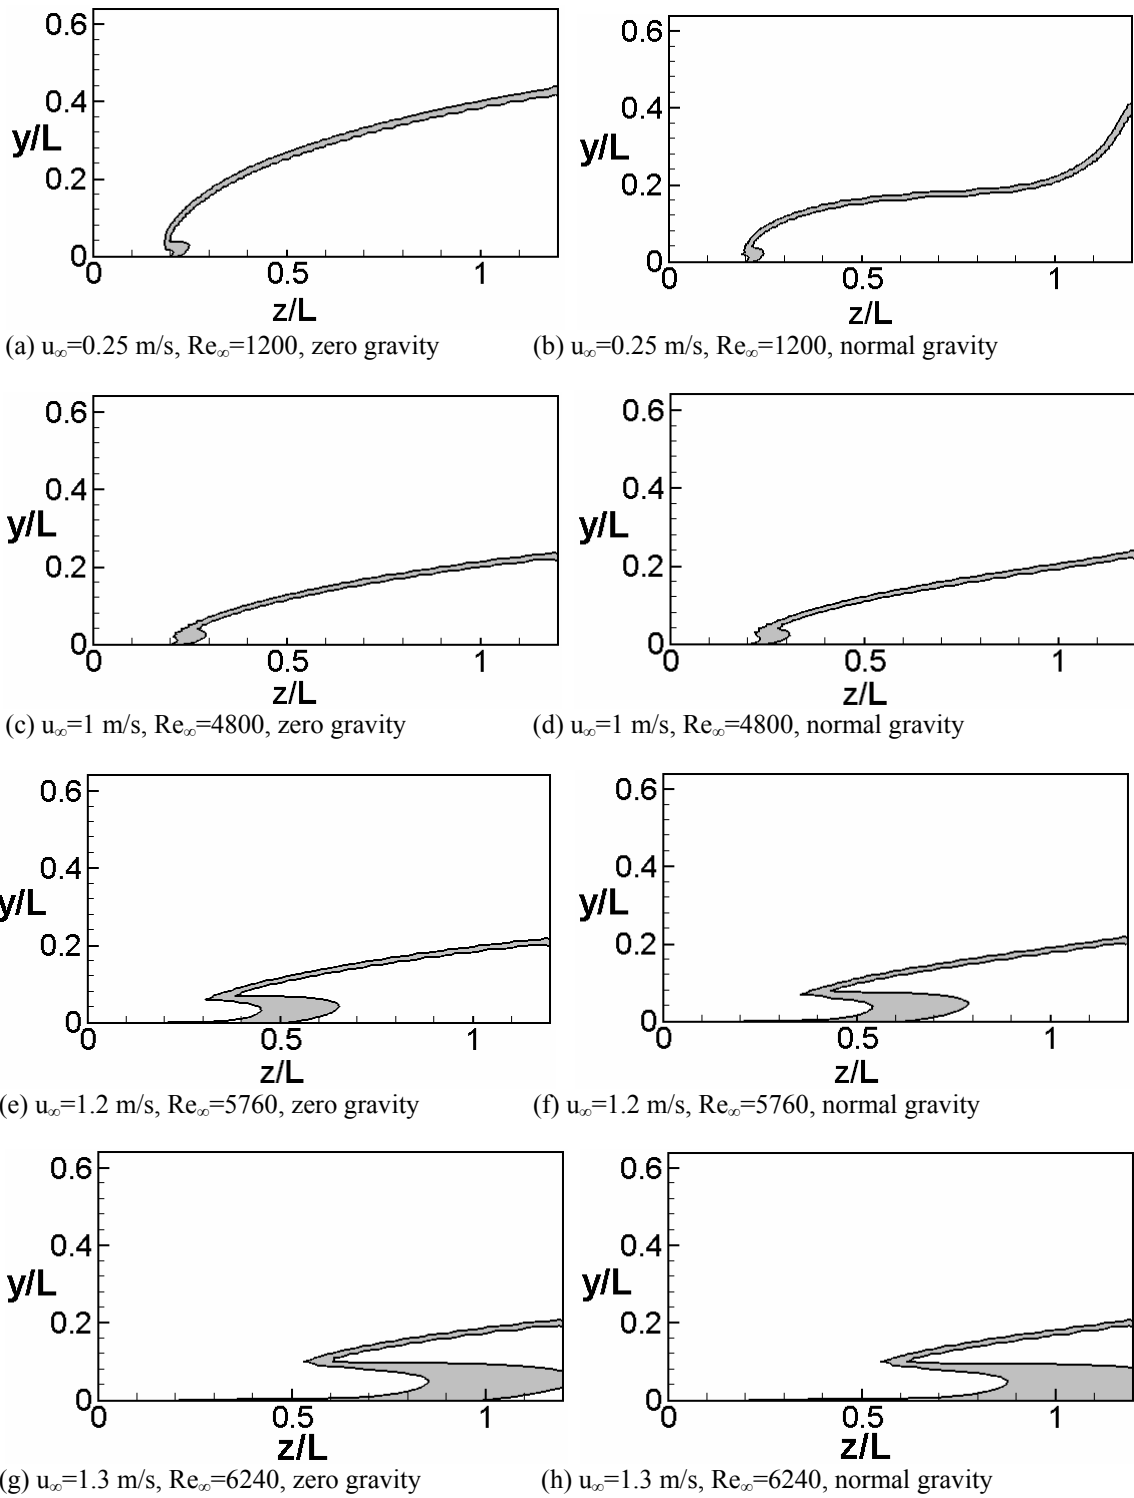 0.6 0.6
0.4 0.4
y/L y/L
0.2 0.2
0 0
0 0.5 1 0 0.5 1
z/L z/L
(a) u∞=0.25 m/s, Re∞=1200, zero gravity (b) u∞=0.25 m/s, Re∞=1200, normal gravity
0.6 0.6
0.4 0.4
y/L y/L
0.2 0.2
0 0
0 0.5 1 0 0.5 1
z/L z/L
(c) u∞=1 m/s, Re∞=4800, zero gravity (d) u∞=1 m/s, Re∞=4800, normal gravity
0.6 0.6
0.4 0.4
y/L y/L
0.2 0.2
0 0
0 0.5 1 0 0.5 1
z/L z/L
(e) u∞=1.2 m/s, Re∞=5760, zero gravity (f) u∞=1.2 m/s, Re∞=5760, normal gravity
0.6 0.6
0.4 0.4
y/L y/L
0.2 0.2
0 0
0 0.5 1 0 0.5 1
z/L z/L
(g) u∞=1.3 m/s, Re∞=6240, zero gravity (h) u∞=1.3 m/s, Re∞=6240, normal gravity